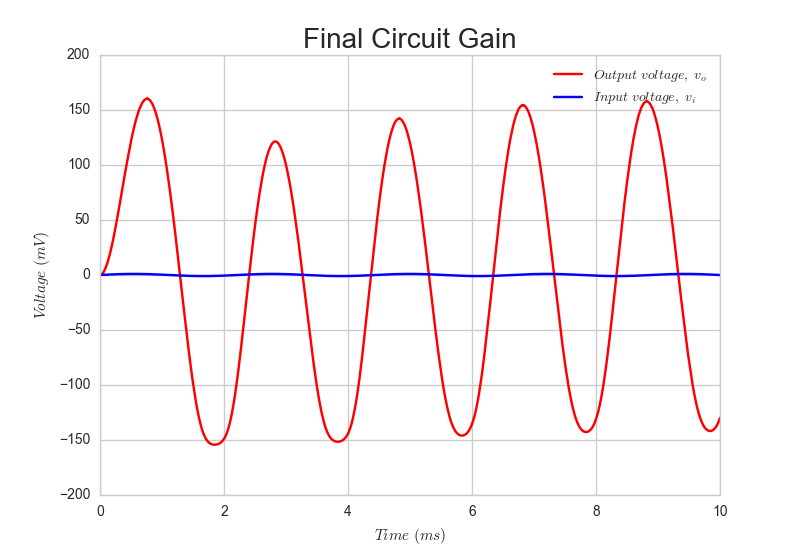 Final Circuit Gain
200
150
100
50
0
−50
−100
−150
−200
Voltage (mV)
Output voltage, vₒ
Input voltage, vᵢ
0 2 4 6 8 10
Time (ms)